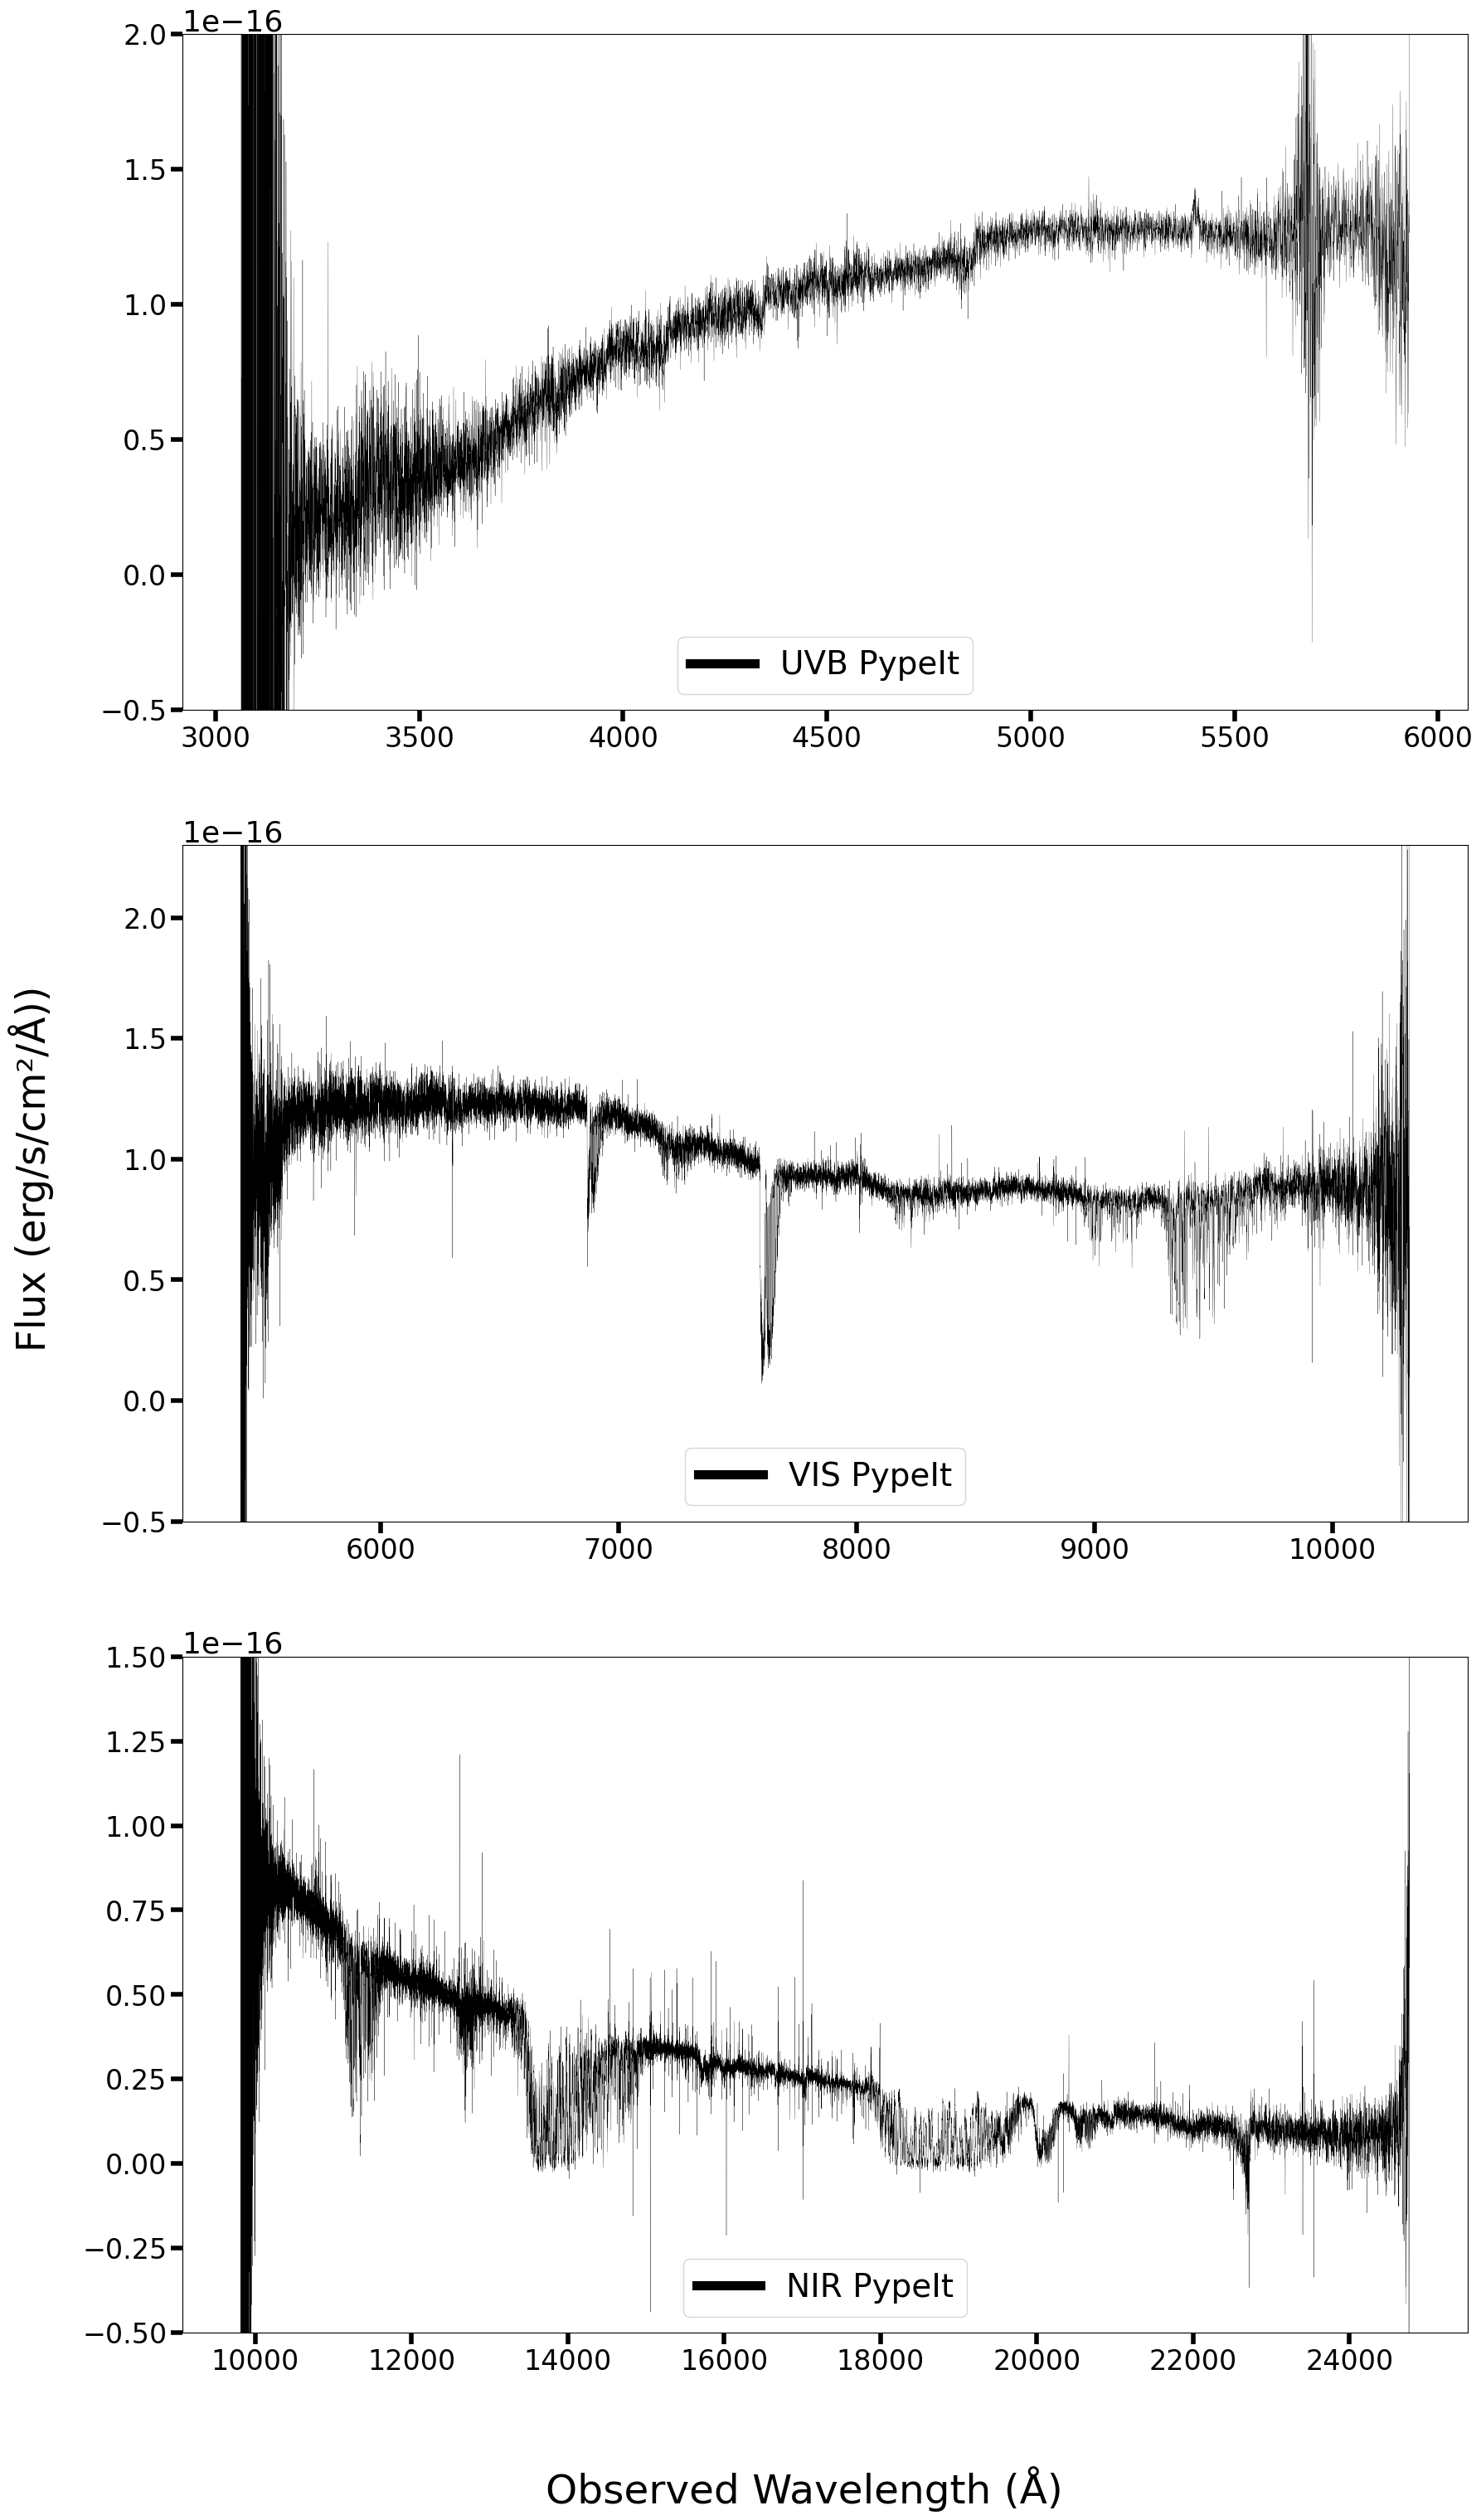 1e−16
2.0
1.5
1.0
0.5
0.0
−0.5
UVB PypeIt
3000 3500 4000 4500 5000 5500 6000
1e−16
2.0
1.5
1.0
0.5
0.0
−0.5
VIS PypeIt
6000 7000 8000 9000 10000
Flux (erg/s/cm²/Å))
1e−16
1.50
1.25
1.00
0.75
0.50
0.25
0.00
−0.25
−0.50
NIR PypeIt
10000 12000 14000 16000 18000 20000 22000 24000
Observed Wavelength (Å)